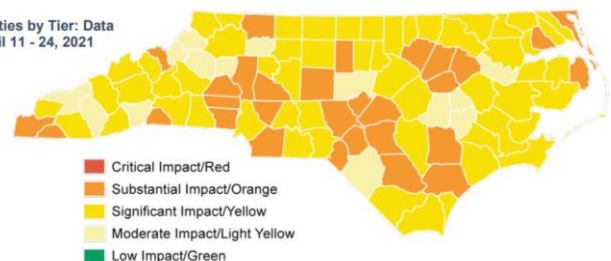 ties by Tier: Data
il 11 - 24, 2021
Critical Impact/Red
Substantial Impact/Orange
Significant Impact/Yellow
Moderate Impact/Light Yellow
Low Impact/Green